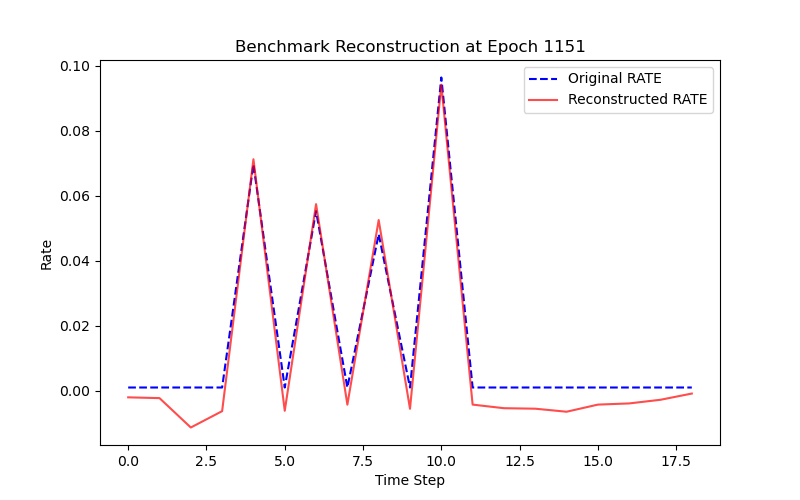 Benchmark Reconstruction at Epoch 1151
Original RATE
Reconstructed RATE
0.10
0.08
0.06
0.04
0.02
0.00
Rate
0.0 2.5 5.0 7.5 10.0 12.5 15.0 17.5
Time Step